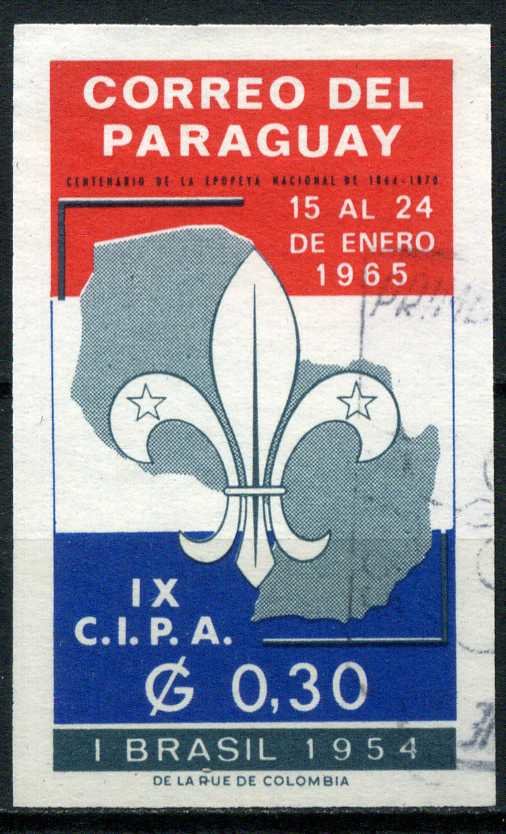 CORREO DEL
PARAGUAY
CENTENARIO DE LA EPOPEYA NACIONAL DE 1864-1870
15 AL 24
DE ENERO
1965
PRIME
IX
C.I.P.A.
₲ 0,30
I BRASIL 1954
DE LA RUE DE COLOMBIA